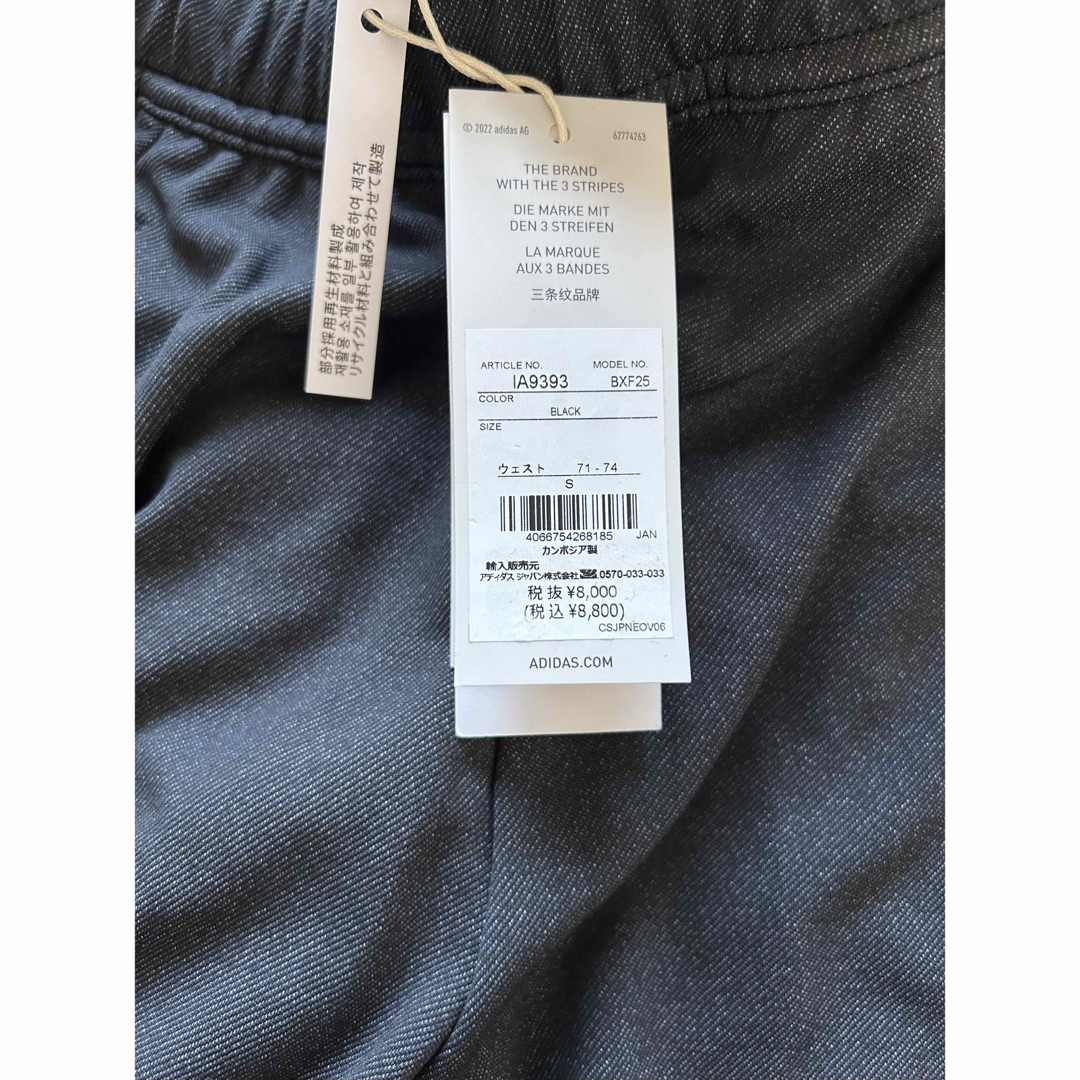 部分採用再生材料製成
재활용 소재를 일부 활용하여 제작
リサイクル材料と組み合わせて製造
© 2022 adidas AG
62774263
THE BRAND
WITH THE 3 STRIPES
DIE MARKE MIT
DEN 3 STREIFEN
LA MARQUE
AUX 3 BANDES
三条纹品牌
ARTICLE NO. MODEL NO.
IA9393 BXF25
COLOR
BLACK
SIZE
ウェスト 71 - 74
S
4066754268185 JAN
カンボジア製
輸入販売元
アディダス ジャパン株式会社 0570-033-033
税抜 ¥8,000
(税込 ¥8,800)
CSJPNEOV06
ADIDAS.COM